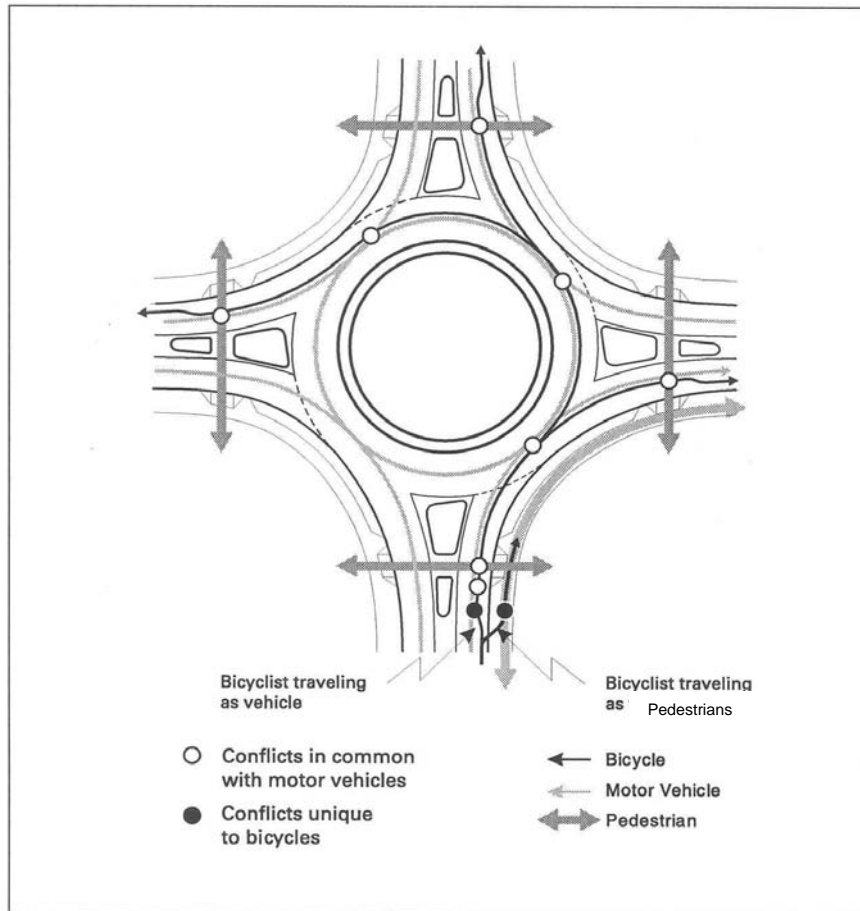 Bicyclist traveling
as vehicle
Bicyclist traveling
as Pedestrians
Conflicts in common
with motor vehicles
Conflicts unique
to bicycles
Bicycle
Motor Vehicle
Pedestrian